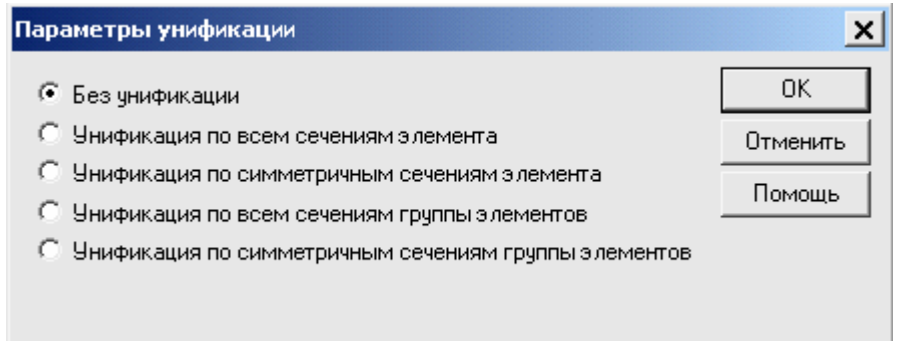 Параметры унификации
Без унификации
Унификация по всем сечениям элемента
Унификация по симметричным сечениям элемента
Унификация по всем сечениям группы элементов
Унификация по симметричным сечениям группы элементов
OK
Отменить
Помощь